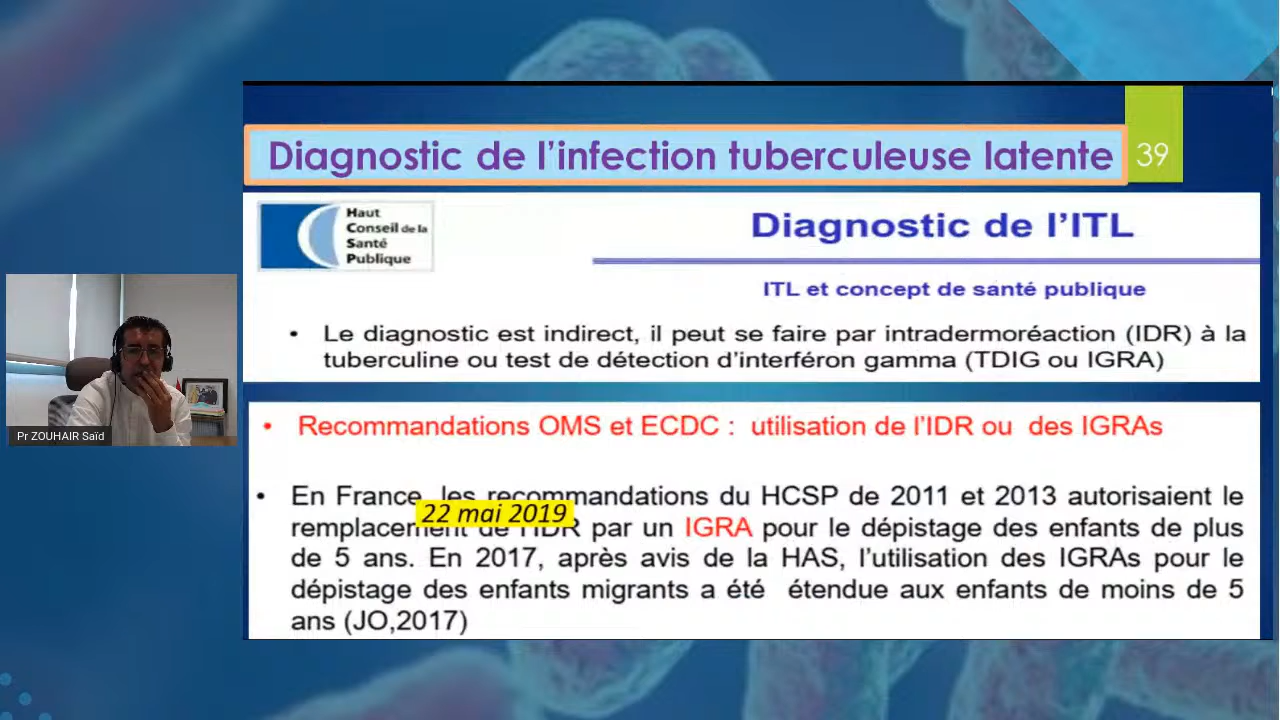 Diagnostic de l’infection tuberculeuse latente
39
Haut
Conseil de la
Santé
Publique
Diagnostic de l’ITL
ITL et concept de santé publique
• Le diagnostic est indirect, il peut se faire par intradermoréaction (IDR) à la
tuberculine ou test de détection d’interféron gamma (TDIG ou IGRA)
• Recommandations OMS et ECDC : utilisation de l’IDR ou des IGRAs
• En France, les recommandations du HCSP de 2011 et 2013 autorisaient le
22 mai 2019
remplacement de l’IDR par un IGRA pour le dépistage des enfants de plus
de 5 ans. En 2017, après avis de la HAS, l’utilisation des IGRAs pour le
dépistage des enfants migrants a été étendue aux enfants de moins de 5
ans (JO,2017)
Pr ZOUHAIR Saïd